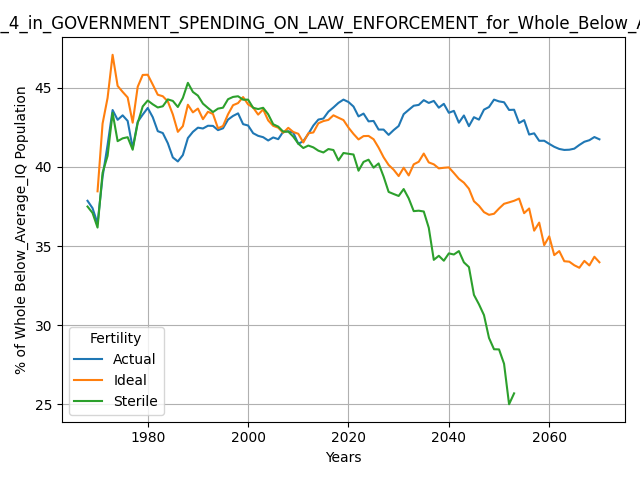 _4_in_GOVERNMENT_SPENDING_ON_LAW_ENFORCEMENT_for_Whole_Below_A
% of Whole Below_Average_IQ Population
45
40
35
30
25
Fertility
Actual
Ideal
Sterile
1980 2000 2020 2040 2060
Years